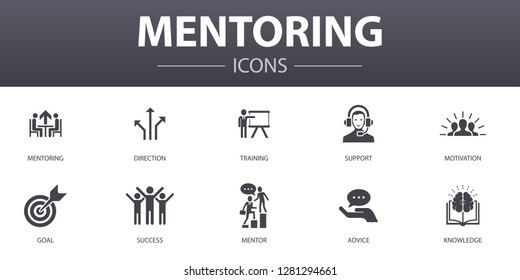 MENTORING
ICONS
MENTORING DIRECTION TRAINING SUPPORT MOTIVATION
GOAL SUCCESS MENTOR ADVICE KNOWLEDGE
shutterstock.com · 1281294661